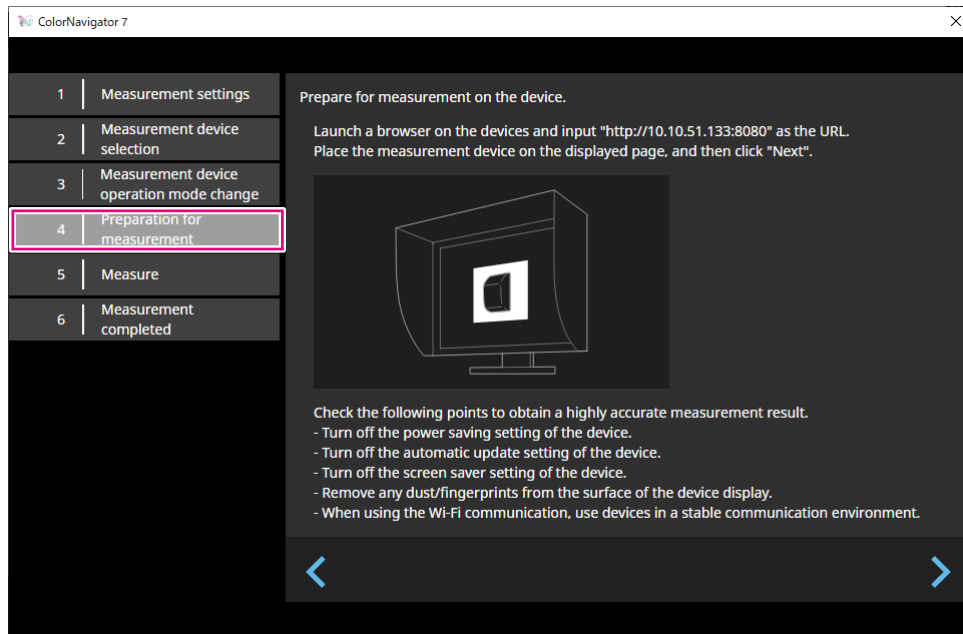 ColorNavigator 7
1 Measurement settings
2 Measurement device
selection
3 Measurement device
operation mode change
4 Preparation for
measurement
5 Measure
6 Measurement
completed
Prepare for measurement on the device.
Launch a browser on the devices and input "http://10.10.51.133:8080" as the URL.
Place the measurement device on the displayed page, and then click "Next".
Check the following points to obtain a highly accurate measurement result.
- Turn off the power saving setting of the device.
- Turn off the automatic update setting of the device.
- Turn off the screen saver setting of the device.
- Remove any dust/fingerprints from the surface of the device display.
- When using the Wi-Fi communication, use devices in a stable communication environment.